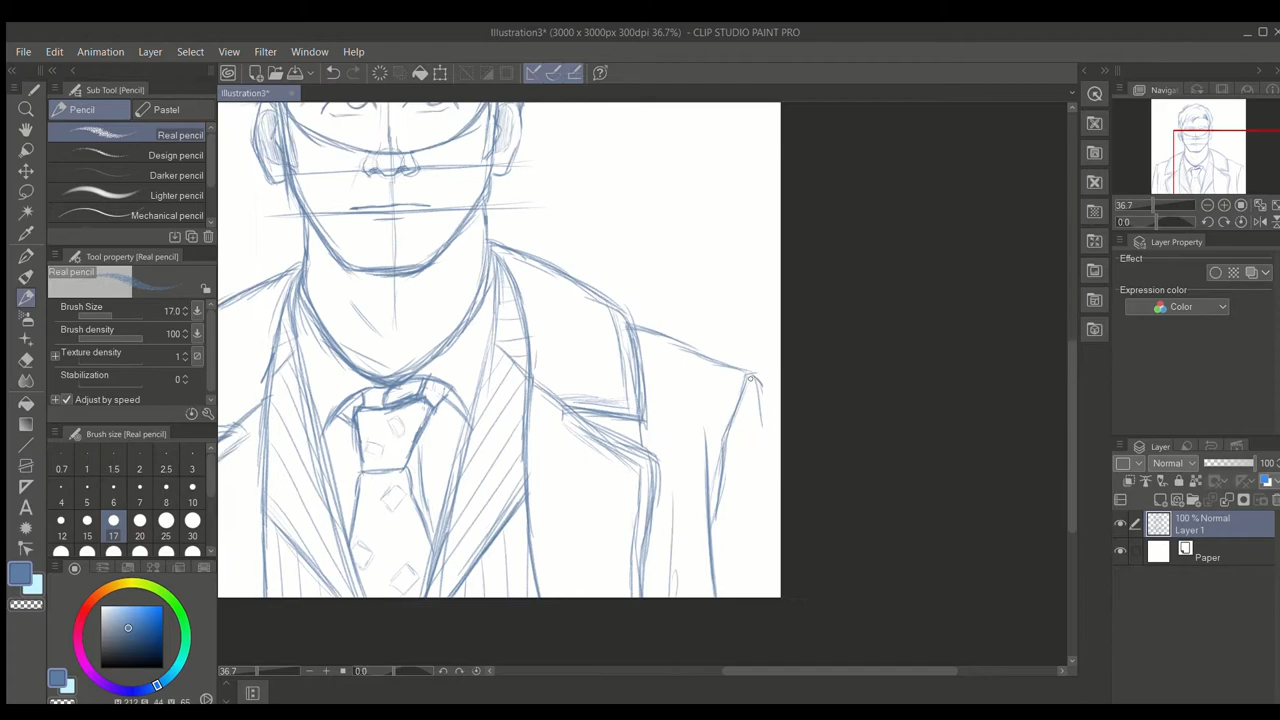 Illustration3* (3000 x 3000px 300dpi 36.7%) - CLIP STUDIO PAINT PRO
File Edit Animation Layer Select View Filter Window Help
Sub Tool [Pencil]
Pencil Pastel
Real pencil
Design pencil
Darker pencil
Lighter pencil
Mechanical pencil
Tool property [Real pencil]
Real pencil
Brush Size 17.0
Brush density 100
Texture density 1
Stabilization 0
Adjust by speed
Brush size [Real pencil]
0.7 1 1.5 2 2.5 3
4 5 6 7 8 10
12 15 17 20 25 30
Illustration3*
36.7 0.0
Navigat
36.7
0.0
Layer Property
Effect
Expression color
Color
Layer
Normal 100
100 % Normal
Layer 1
Paper